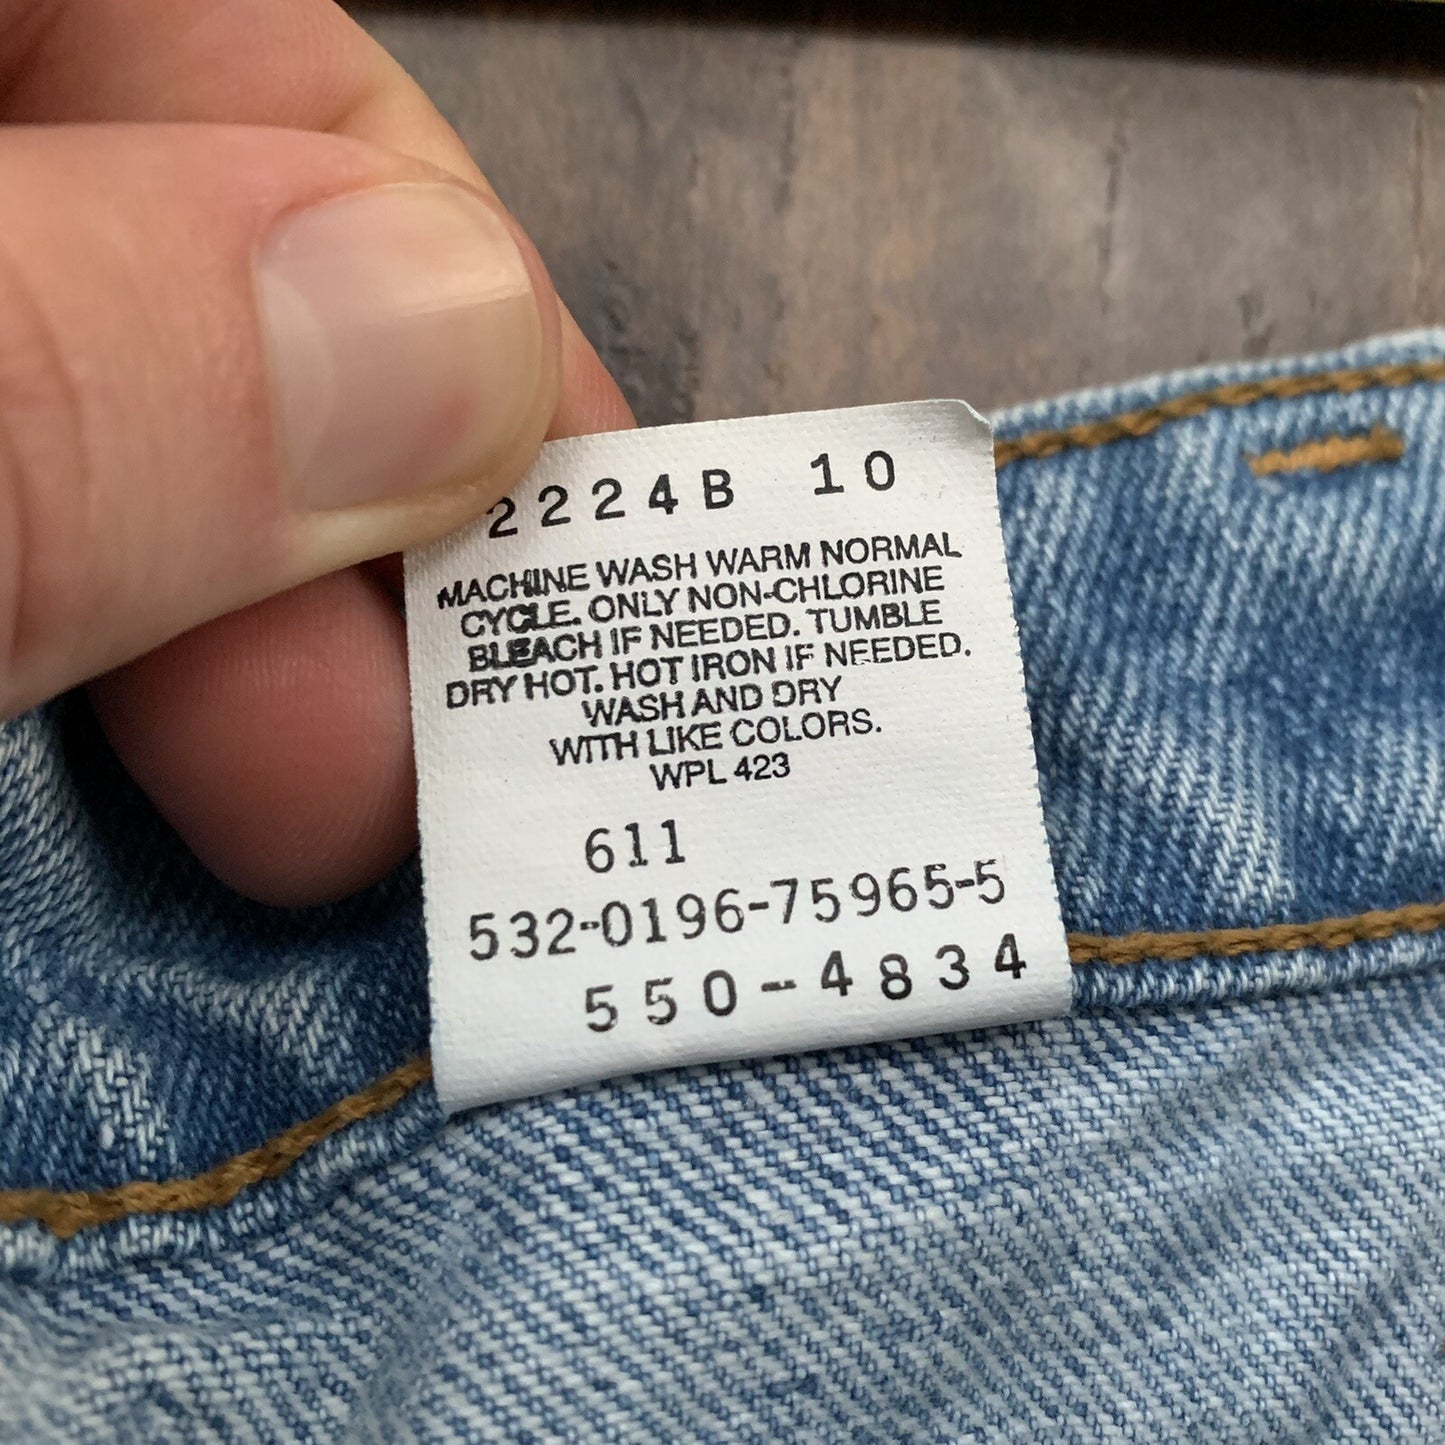 2224B 10
MACHINE WASH WARM NORMAL
CYCLE. ONLY NON-CHLORINE
BLEACH IF NEEDED. TUMBLE
DRY HOT. HOT IRON IF NEEDED.
WASH AND DRY
WITH LIKE COLORS.
WPL 423
611
532-0196-75965-5
550-4834